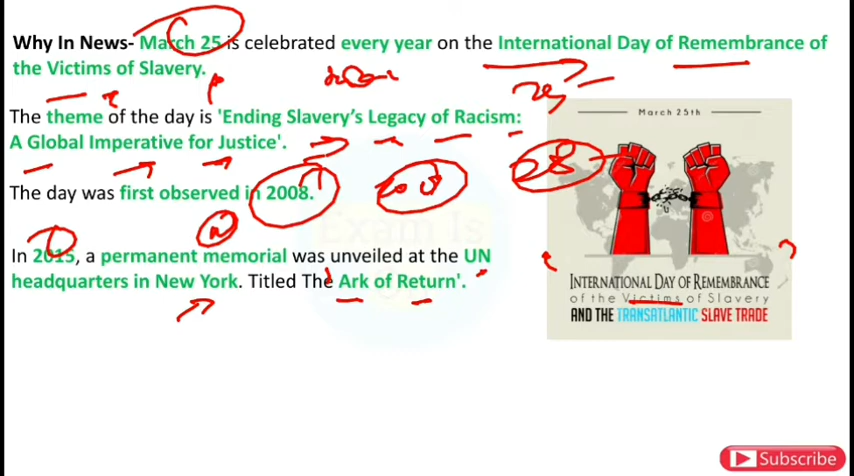 Why In News- March 25 is celebrated every year on the International Day of Remembrance of
the Victims of Slavery.
The theme of the day is 'Ending Slavery's Legacy of Racism:
A Global Imperative for Justice'.
The day was first observed in 2008.
In 2015, a permanent memorial was unveiled at the UN
headquarters in New York. Titled The Ark of Return'.
March 25th
INTERNATIONAL DAY OF REMEMBRANCE
of the Victims of Slavery
AND THE TRANSATLANTIC SLAVE TRADE
Subscribe